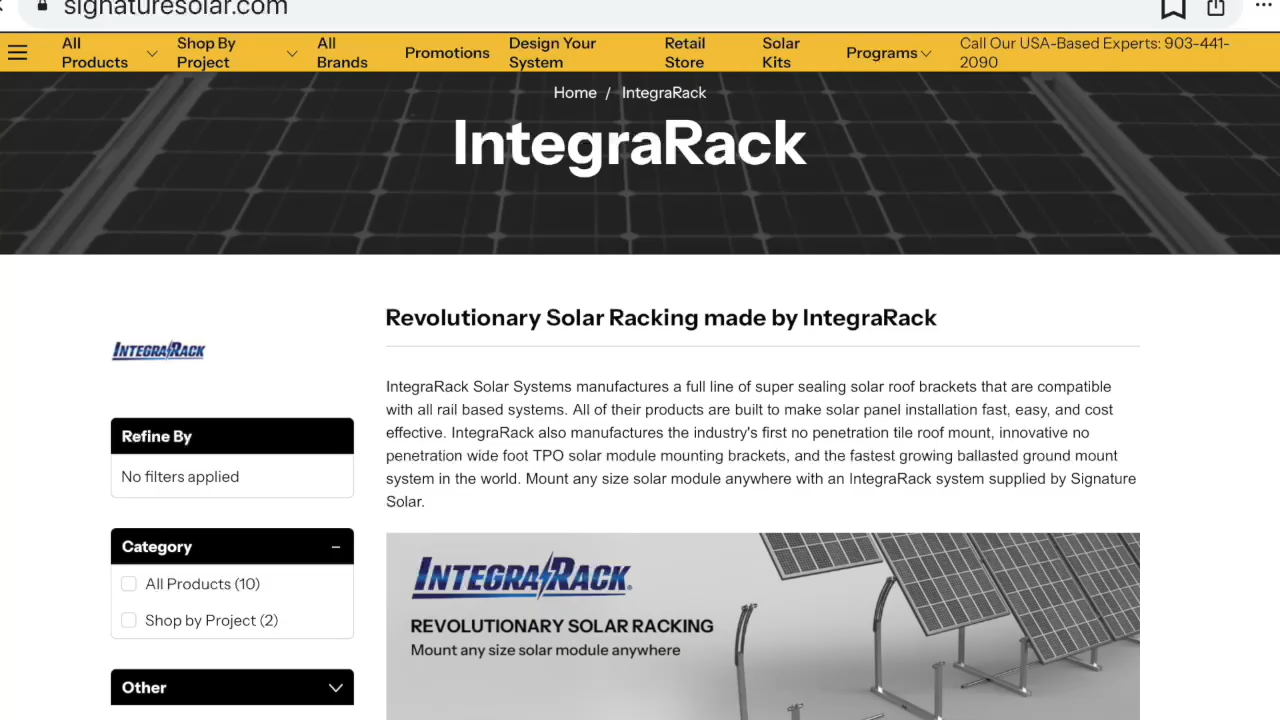 signaturesolar.com
All Products
Shop By Project
All Brands
Promotions
Design Your System
Retail Store
Solar Kits
Programs
Call Our USA-Based Experts: 903-441-2090
Home / IntegraRack
IntegraRack
INTEGRARACK
Refine By
No filters applied
Category
All Products (10)
Shop by Project (2)
Other
Revolutionary Solar Racking made by IntegraRack
IntegraRack Solar Systems manufactures a full line of super sealing solar roof brackets that are compatible
with all rail based systems. All of their products are built to make solar panel installation fast, easy, and cost
effective. IntegraRack also manufactures the industry's first no penetration tile roof mount, innovative no
penetration wide foot TPO solar module mounting brackets, and the fastest growing ballasted ground mount
system in the world. Mount any size solar module anywhere with an IntegraRack system supplied by Signature
Solar.
INTEGRARACK®
REVOLUTIONARY SOLAR RACKING
Mount any size solar module anywhere